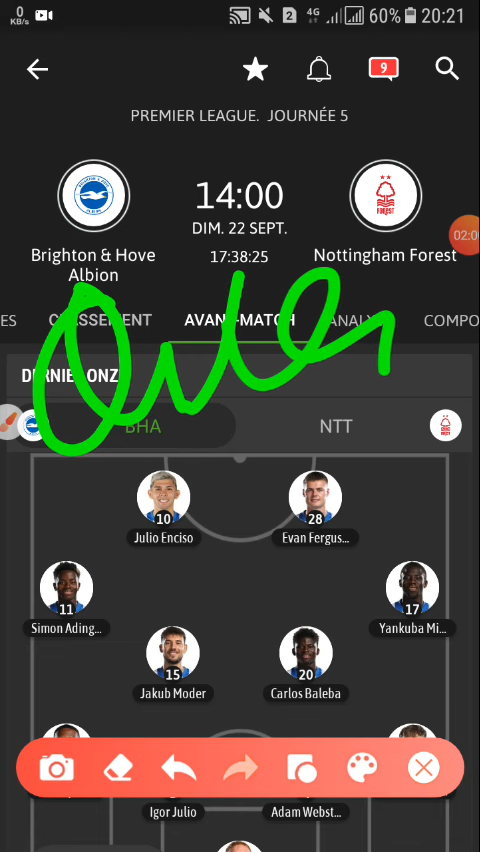 0
KB/s
2
4G
60%
20:21
9
PREMIER LEAGUE. JOURNÉE 5
14:00
DIM. 22 SEPT.
17:38:25
Brighton & Hove
Albion
Nottingham Forest
02:0
ES CLASSEMENT AVANT-MATCH ANALY COMPO
Over
DERNIER ONZ
BHA
NTT
10
Julio Enciso
28
Evan Fergus...
11
Simon Ading...
17
Yankuba Mi...
15
Jakub Moder
20
Carlos Baleba
Igor Julio
Adam Webst...